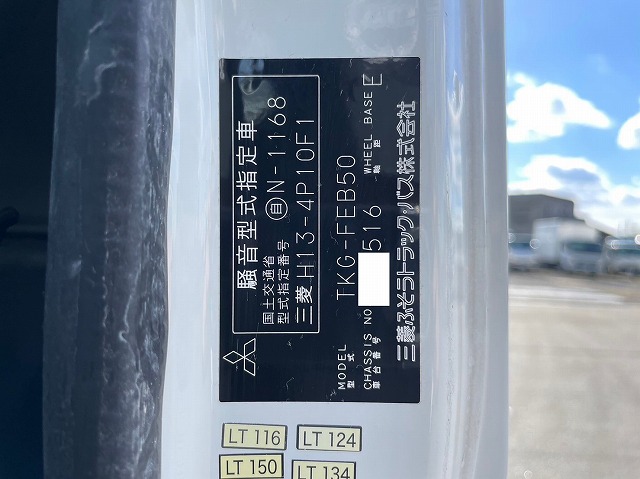 騒音型式指定車
国土交通省
型式指定番号 自N-1168
三菱 H13-4P10F1
MODEL 型式 TKG-FEB50
CHASSIS NO 車台番号 516 WHEEL BASE 軸距 E
三菱ふそうトラック・バス株式会社
LT 116 LT 124
LT 150 LT 134